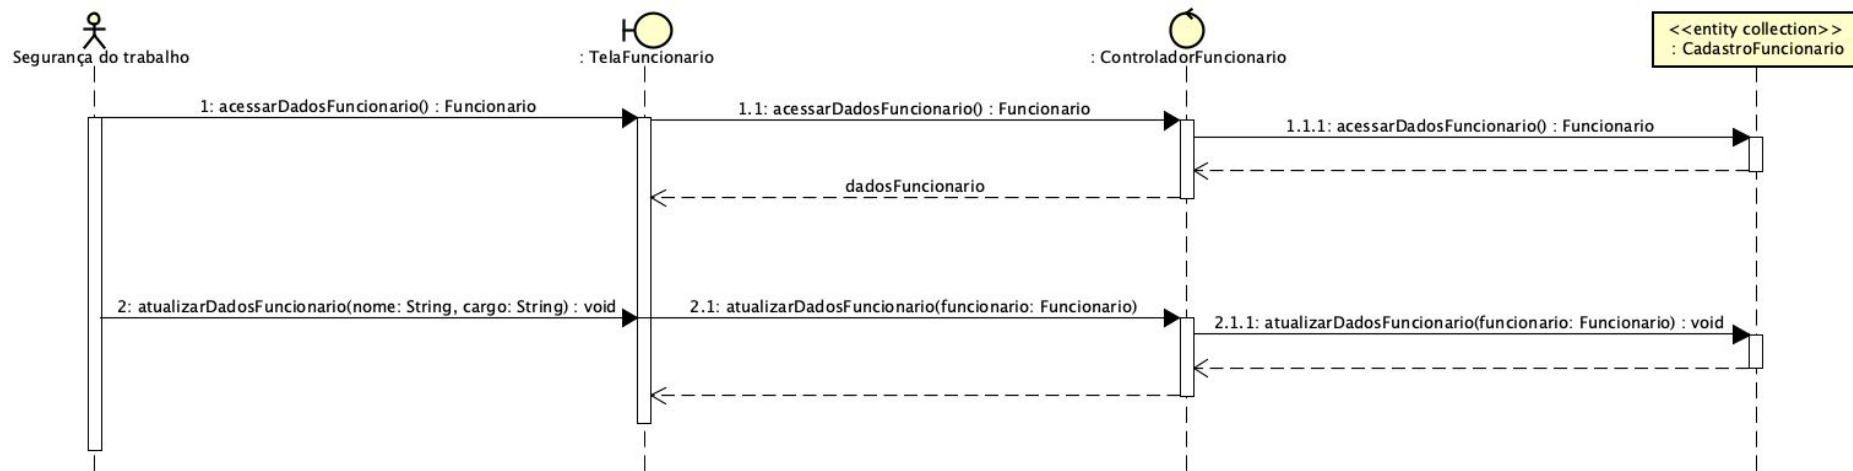 <<entity collection>>
Segurança do trabalho
: TelaFuncionario
: ControladorFuncionario
: CadastroFuncionario
1: acessarDadosFuncionario() : Funcionario
1.1: acessarDadosFuncionario() : Funcionario
1.1.1: acessarDadosFuncionario() : Funcionario
dadosFuncionario
2: atualizarDadosFuncionario(nome: String, cargo: String) : void
2.1: atualizarDadosFuncionario(funcionario: Funcionario)
2.1.1: atualizarDadosFuncionario(funcionario: Funcionario) : void